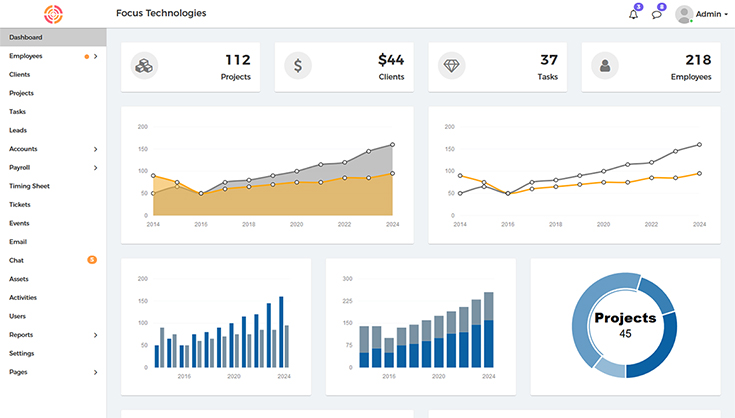 Focus Technologies
3
8
Admin
Dashboard
Employees
Clients
Projects
Tasks
Leads
Accounts
Payroll
Timing Sheet
Tickets
Events
Email
Chat
5
Assets
Activities
Users
Reports
Settings
Pages
112
Projects
$
$44
Clients
37
Tasks
218
Employees
200
150
100
50
0
2014 2016 2018 2020 2022 2024
200
150
100
50
0
2014 2016 2018 2020 2022 2024
200
150
100
50
0
2016 2020 2024
300
225
150
75
0
2016 2020 2024
Projects
45